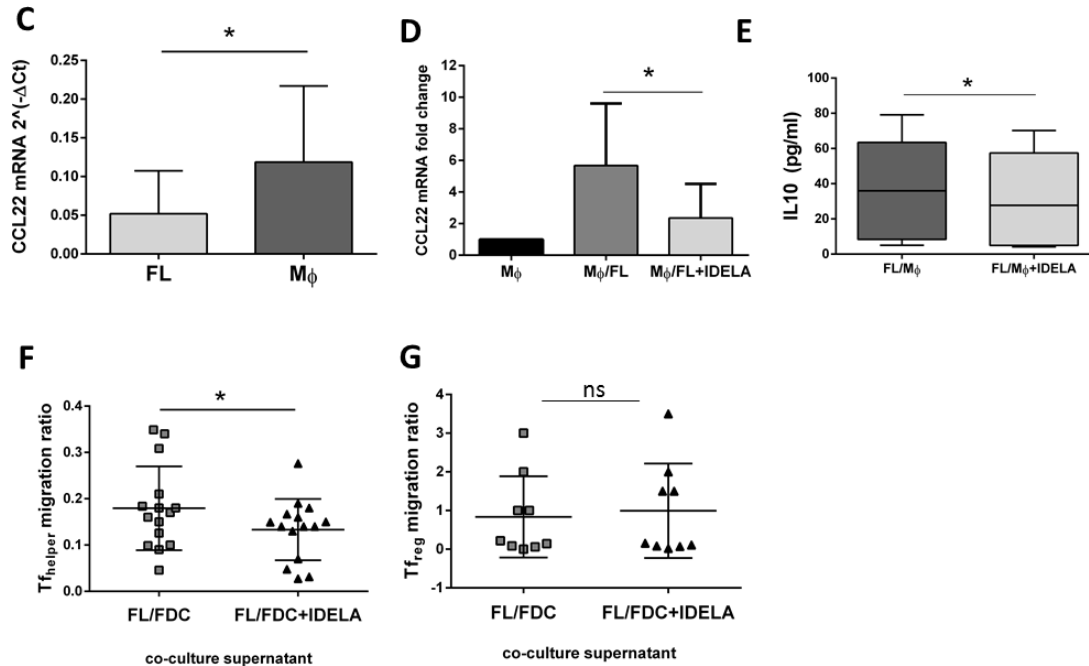 C
*
CCL22 mRNA 2^(-ΔCt)
0.25
0.20
0.15
0.10
0.05
0.00
FL
Mϕ
D
*
CCL22 mRNA fold change
12
10
8
6
4
2
0
Mϕ
Mϕ/FL
Mϕ/FL+IDELA
E
*
IL10 (pg/ml)
100
80
60
40
20
0
FL/Mϕ
FL/Mϕ+IDELA
F
*
Tfhelper migration ratio
0.4
0.3
0.2
0.1
0.0
FL/FDC
FL/FDC+IDELA
co-culture supernatant
G
ns
Tfreg migration ratio
4
3
2
1
0
-1
FL/FDC
FL/FDC+IDELA
co-culture supernatant